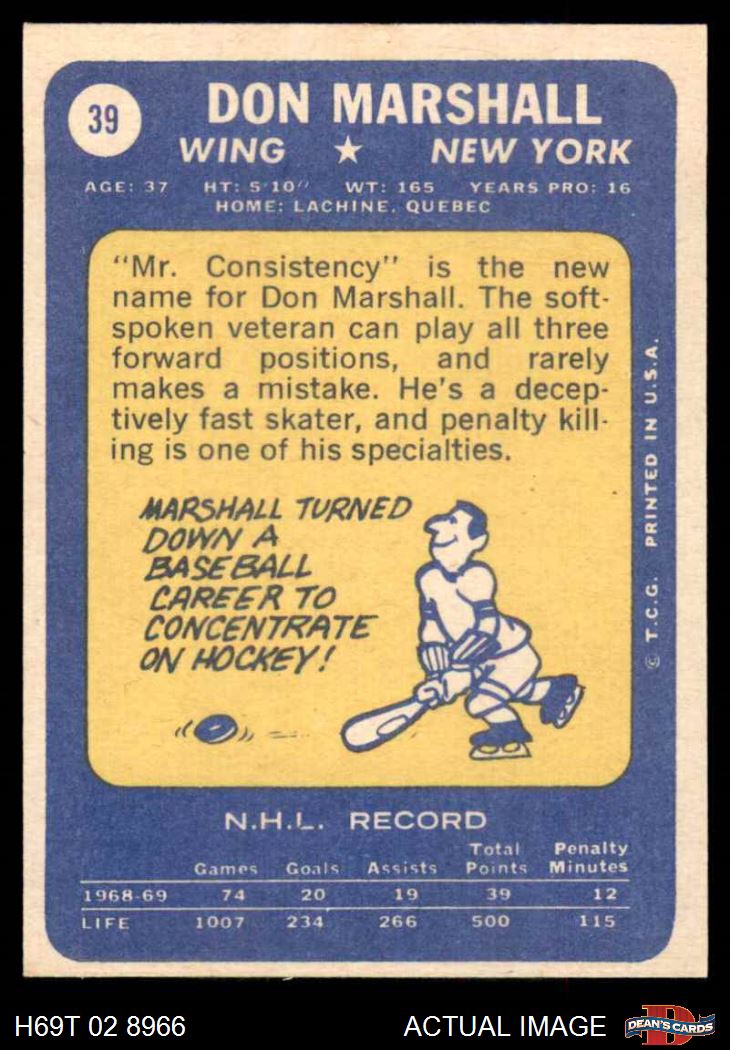 39
DON MARSHALL
WING ★ NEW YORK
AGE: 37 HT: 5'10" WT: 165 YEARS PRO: 16
HOME: LACHINE, QUEBEC
"Mr. Consistency" is the new
name for Don Marshall. The soft-
spoken veteran can play all three
forward positions, and rarely
makes a mistake. He's a decep-
tively fast skater, and penalty kill-
ing is one of his specialties.
MARSHALL TURNED
DOWN A
BASEBALL
CAREER TO
CONCENTRATE
ON HOCKEY!
© T.C.G. PRINTED IN U.S.A.
N.H.L. RECORD
Games Goals Assists Total Points Penalty Minutes
1968-69 74 20 19 39 12
LIFE 1007 234 266 500 115
H69T 02 8966
ACTUAL IMAGE
D
DEAN'S CARDS